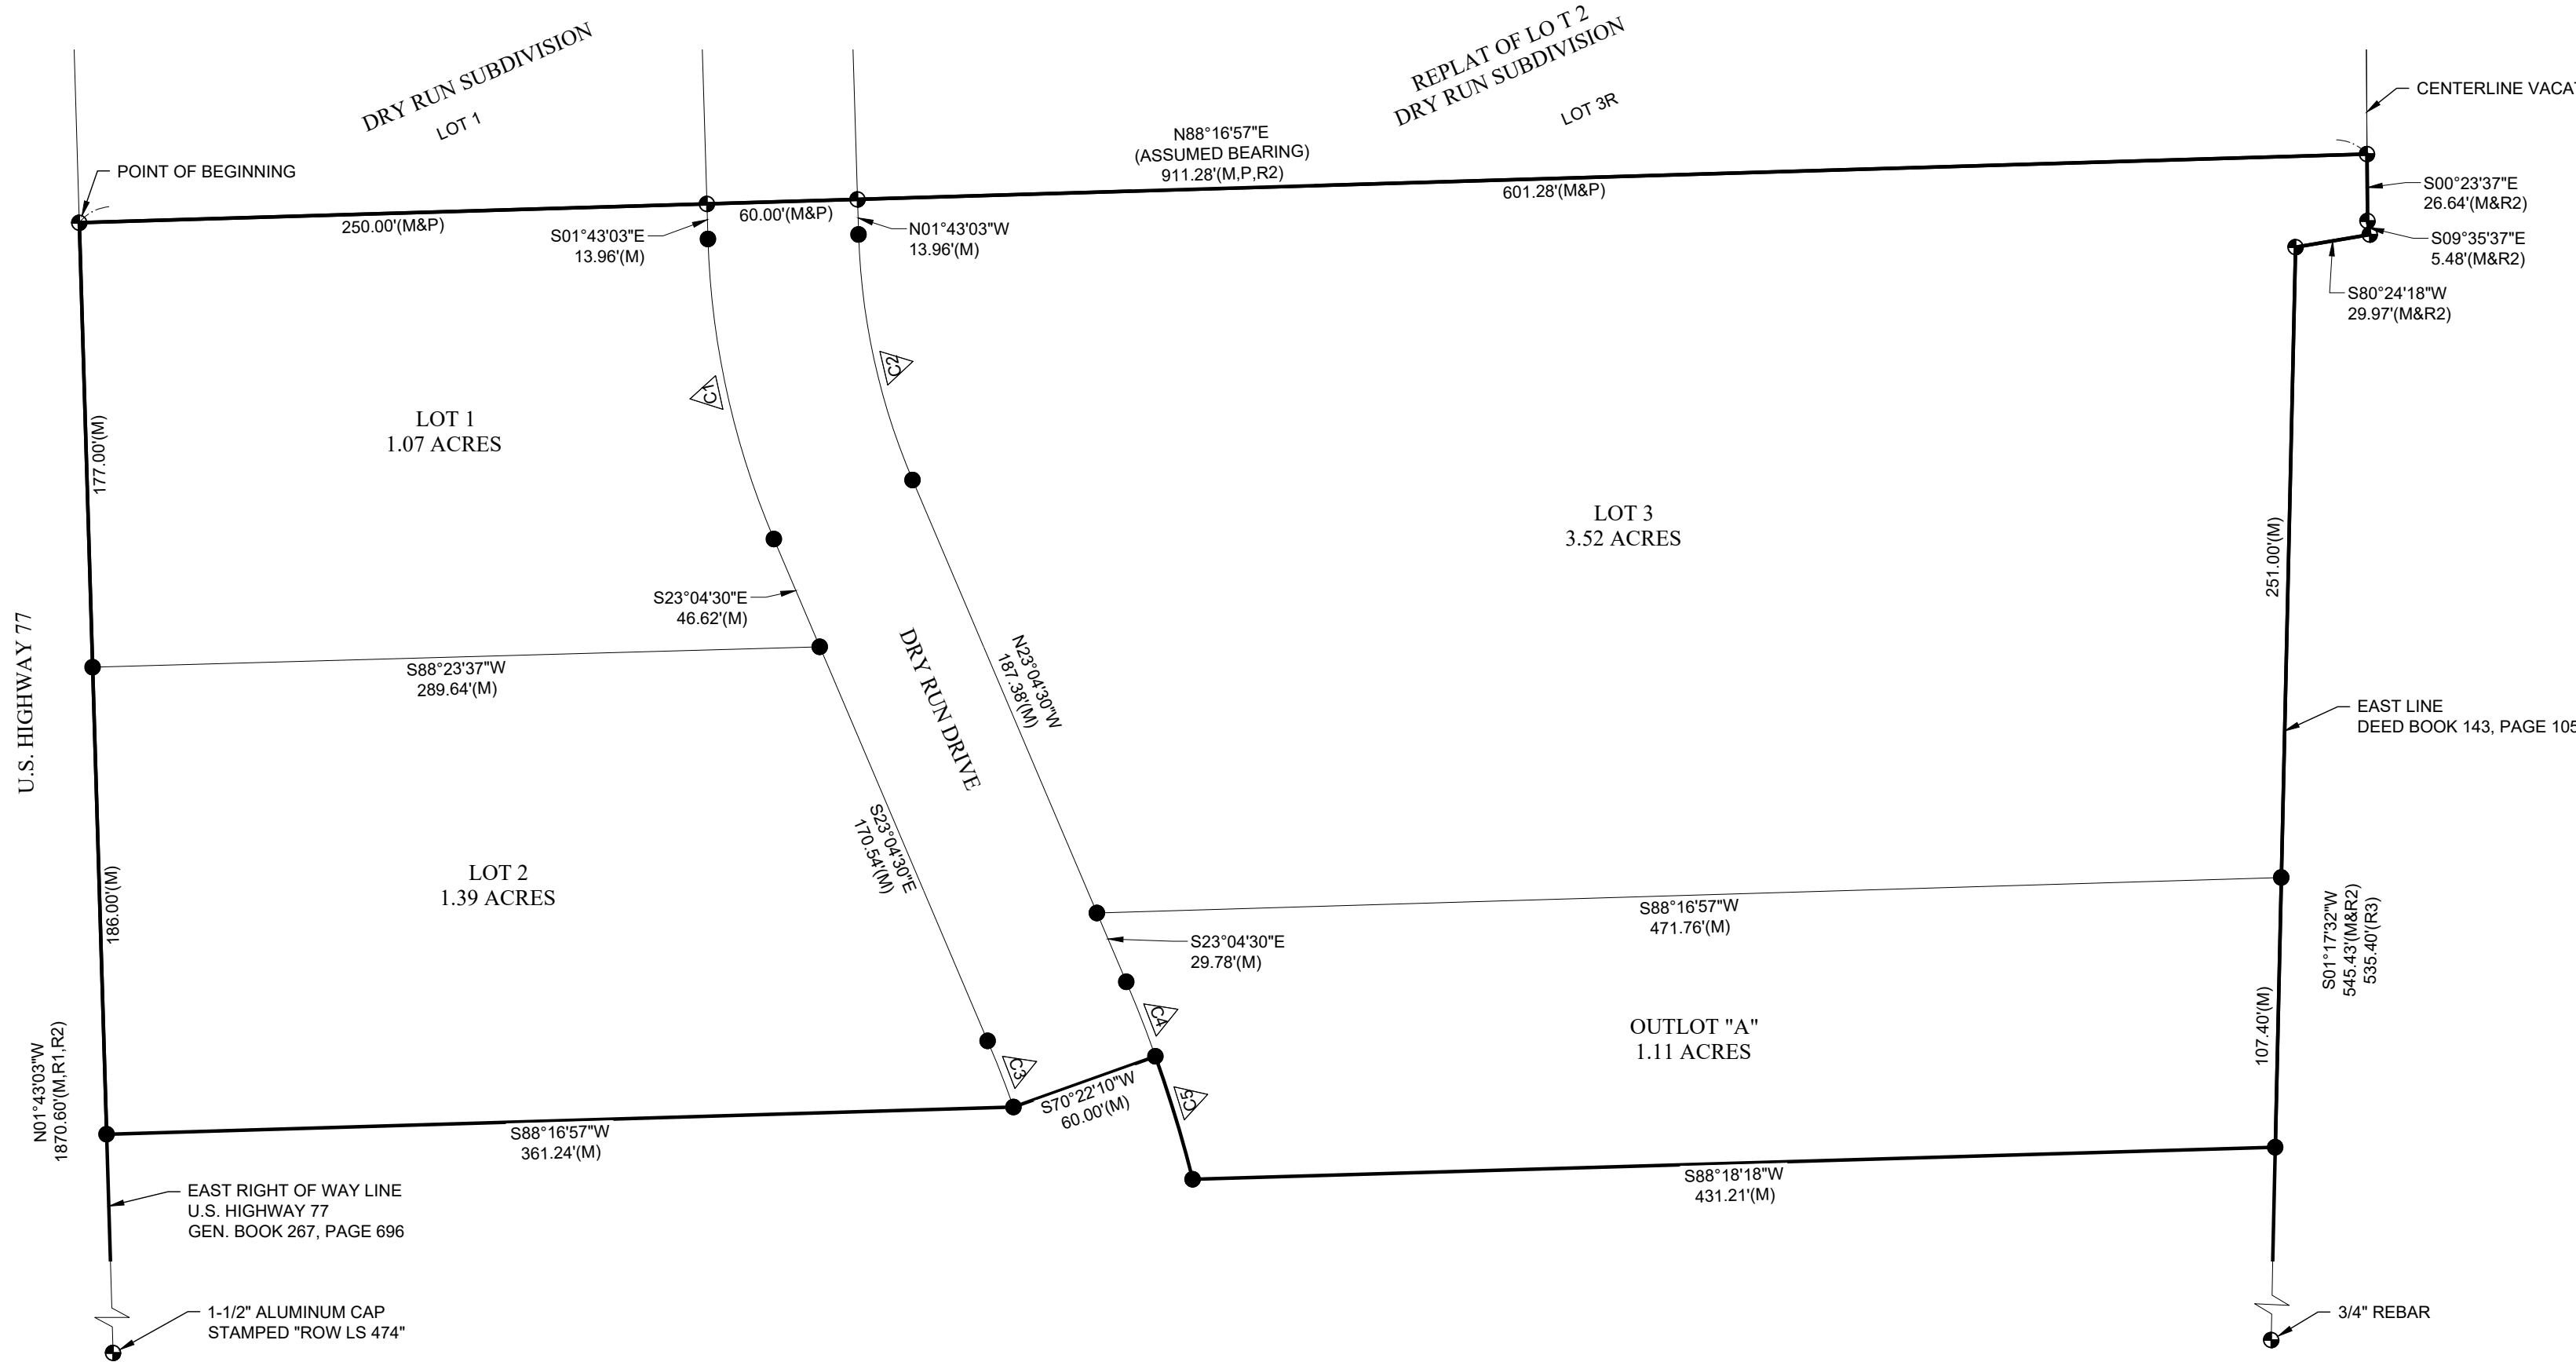 DRY RUN SUBDIVISION
LOT 1
REPLAT OF LO T 2
DRY RUN SUBDIVISION
LOT 3R
CENTERLINE VACAT
POINT OF BEGINNING
N88°16'57"E
(ASSUMED BEARING)
911.28'(M,P,R2)
250.00'(M&P)
60.00'(M&P)
601.28'(M&P)
S01°43'03"E
13.96'(M)
N01°43'03"W
13.96'(M)
S00°23'37"E
26.64'(M&R2)
S09°35'37"E
5.48'(M&R2)
S80°24'18"W
29.97'(M&R2)
C1
C2
LOT 1
1.07 ACRES
177.00'(M)
LOT 3
3.52 ACRES
251.00'(M)
S23°04'30"E
46.62'(M)
S88°23'37"W
289.64'(M)
U.S. HIGHWAY 77
DRY RUN DRIVE
N23°04'30"W
187.38'(M)
EAST LINE
DEED BOOK 143, PAGE 105
S23°04'30"E
170.54'(M)
LOT 2
1.39 ACRES
186.00'(M)
S88°16'57"W
471.76'(M)
S23°04'30"E
29.78'(M)
S01°17'32"W
545.43'(M&R2)
535.40'(R3)
C4
C3
C5
OUTLOT "A"
1.11 ACRES
107.40'(M)
N01°43'03"W
1870.60'(M,R1,R2)
S70°22'10"W
60.00'(M)
S88°16'57"W
361.24'(M)
S88°18'18"W
431.21'(M)
EAST RIGHT OF WAY LINE
U.S. HIGHWAY 77
GEN. BOOK 267, PAGE 696
1-1/2" ALUMINUM CAP
STAMPED "ROW LS 474"
3/4" REBAR